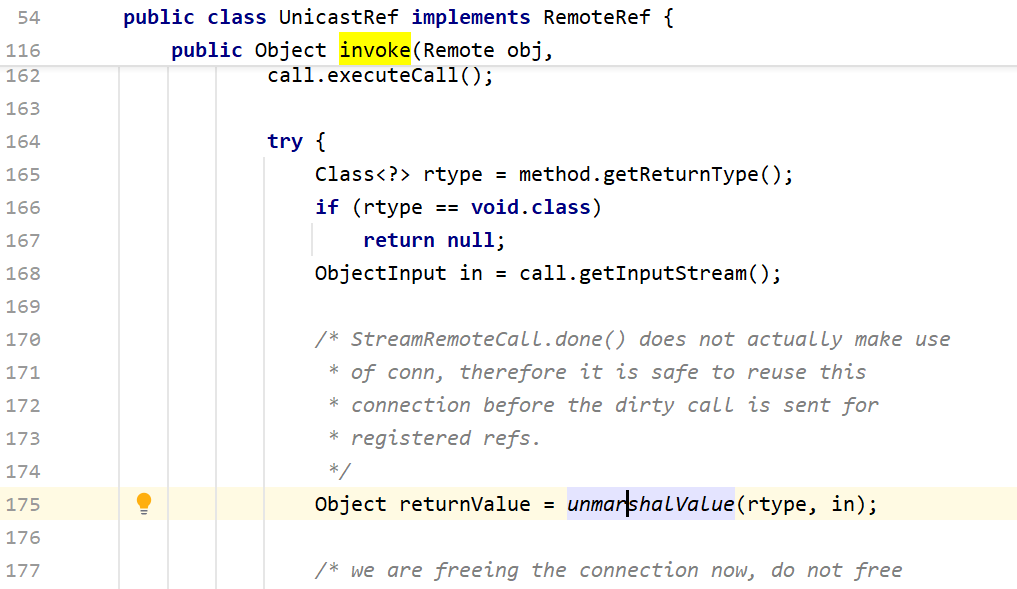 54 public class UnicastRef implements RemoteRef {
116 public Object invoke(Remote obj,
162 call.executeCall();
163
164 try {
165 Class<?> rtype = method.getReturnType();
166 if (rtype == void.class)
167 return null;
168 ObjectInput in = call.getInputStream();
169
170 /* StreamRemoteCall.done() does not actually make use
171 * of conn, therefore it is safe to reuse this
172 * connection before the dirty call is sent for
173 * registered refs.
174 */
175 Object returnValue = unmarshalValue(rtype, in);
176
177 /* we are freeing the connection now, do not free